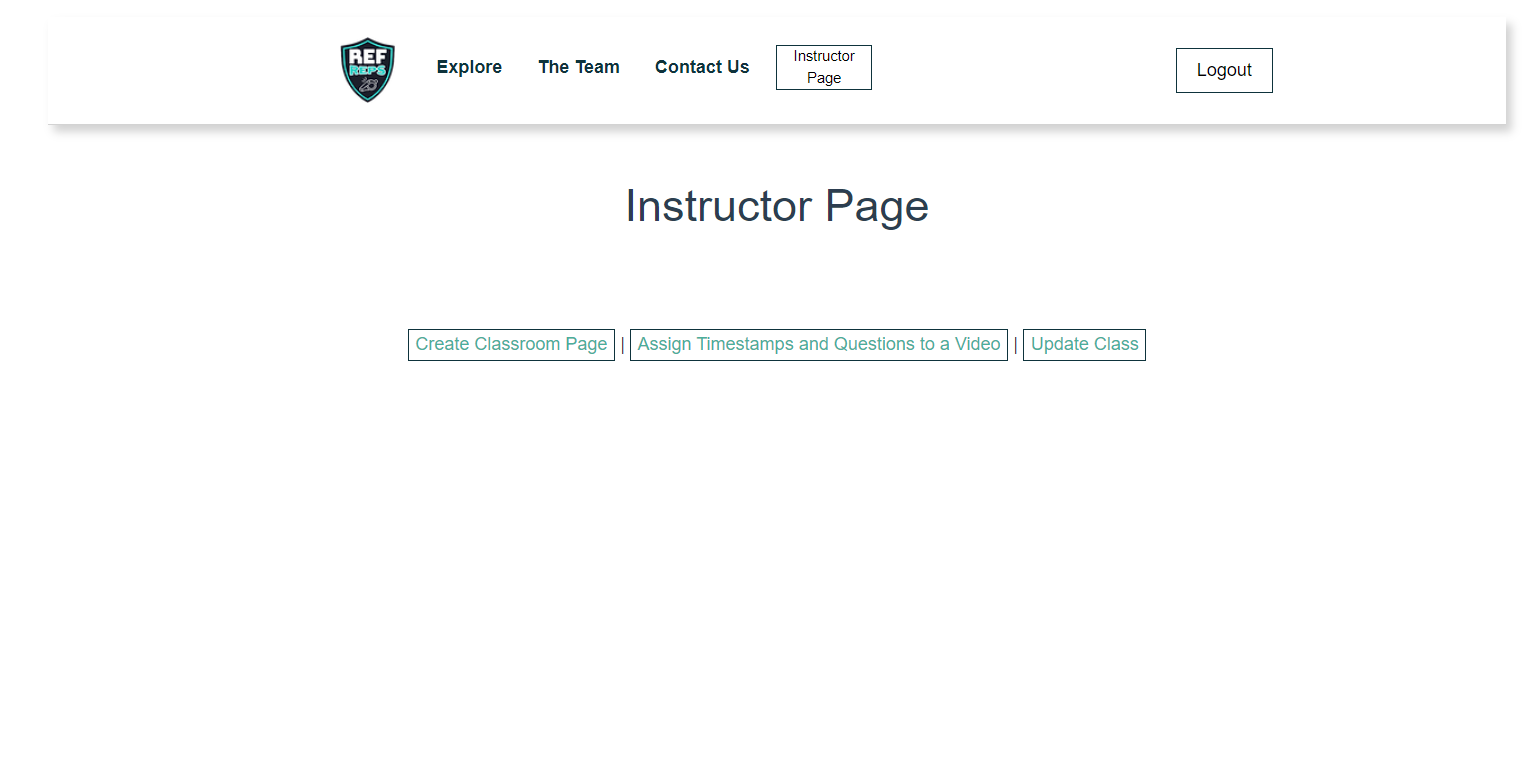 REF
REPS
Explore The Team Contact Us Instructor
Page
Logout
Instructor Page
Create Classroom Page | Assign Timestamps and Questions to a Video | Update Class